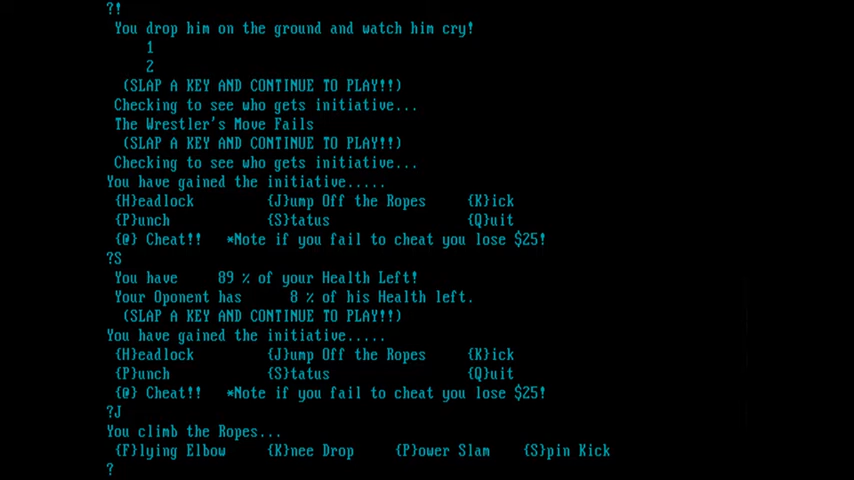 ?!
You drop him on the ground and watch him cry!
1
2
(SLAP A KEY AND CONTINUE TO PLAY!!)
Checking to see who gets initiative...
The Wrestler's Move Fails
(SLAP A KEY AND CONTINUE TO PLAY!!)
Checking to see who gets initiative...
You have gained the initiative.....
{H}eadlock {J}ump Off the Ropes {K}ick
{P}unch {S}tatus {Q}uit
{@} Cheat!! *Note if you fail to cheat you lose $25!
?S
You have 89 % of your Health Left!
Your Oponent has 8 % of his Health left.
(SLAP A KEY AND CONTINUE TO PLAY!!)
You have gained the initiative.....
{H}eadlock {J}ump Off the Ropes {K}ick
{P}unch {S}tatus {Q}uit
{@} Cheat!! *Note if you fail to cheat you lose $25!
?J
You climb the Ropes...
{F}lying Elbow {K}nee Drop {P}ower Slam {S}pin Kick
?